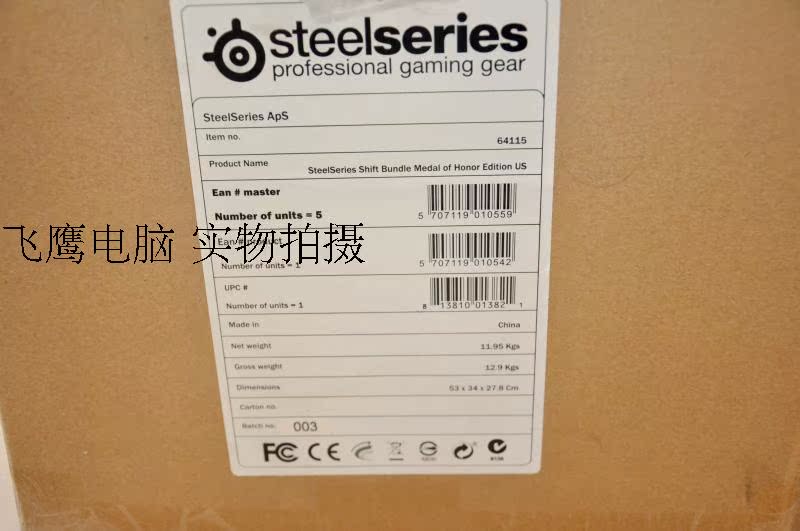 steelseries
professional gaming gear
SteelSeries ApS
Item no. 64115
Product Name SteelSeries Shift Bundle Medal of Honor Edition US
Ean # master
Number of units = 5 5 707119 010559
飞鹰电脑 实物拍摄
Ean # product
Number of units = 1 5 707119 010542
UPC #
Number of units = 1 8 13810 01382 1
Made in China
Net weight 11.95 Kgs
Gross weight 12.9 Kgs
Dimensions 53 x 34 x 27.8 Cm
Carton no.
Batch no. 003
FC CE